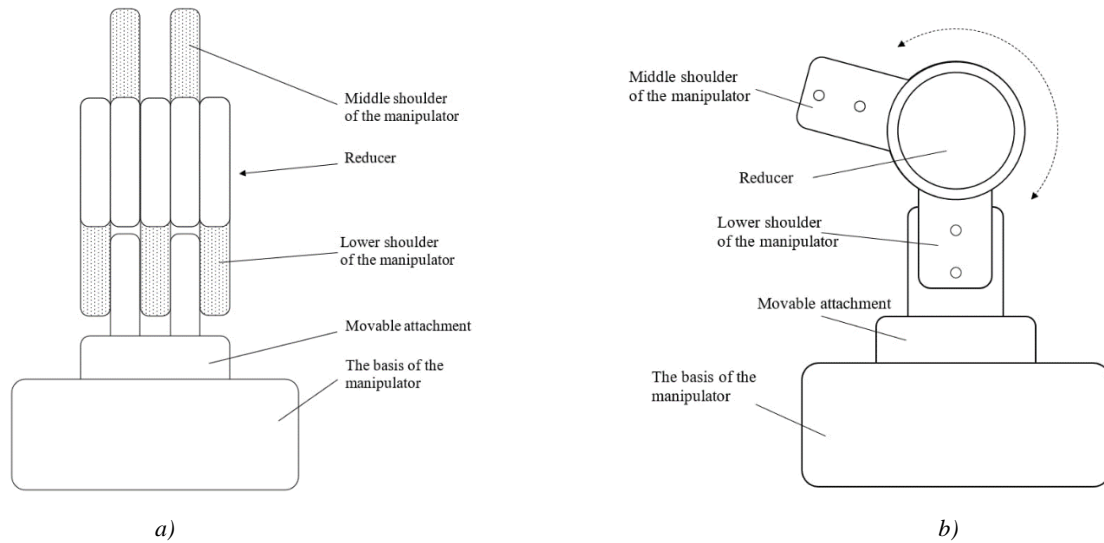 Middle shoulder
of the manipulator
Reducer
Lower shoulder
of the manipulator
Movable attachment
The basis of the
manipulator
a)
Middle shoulder
of the manipulator
Reducer
Lower shoulder
of the manipulator
Movable attachment
The basis of the
manipulator
b)